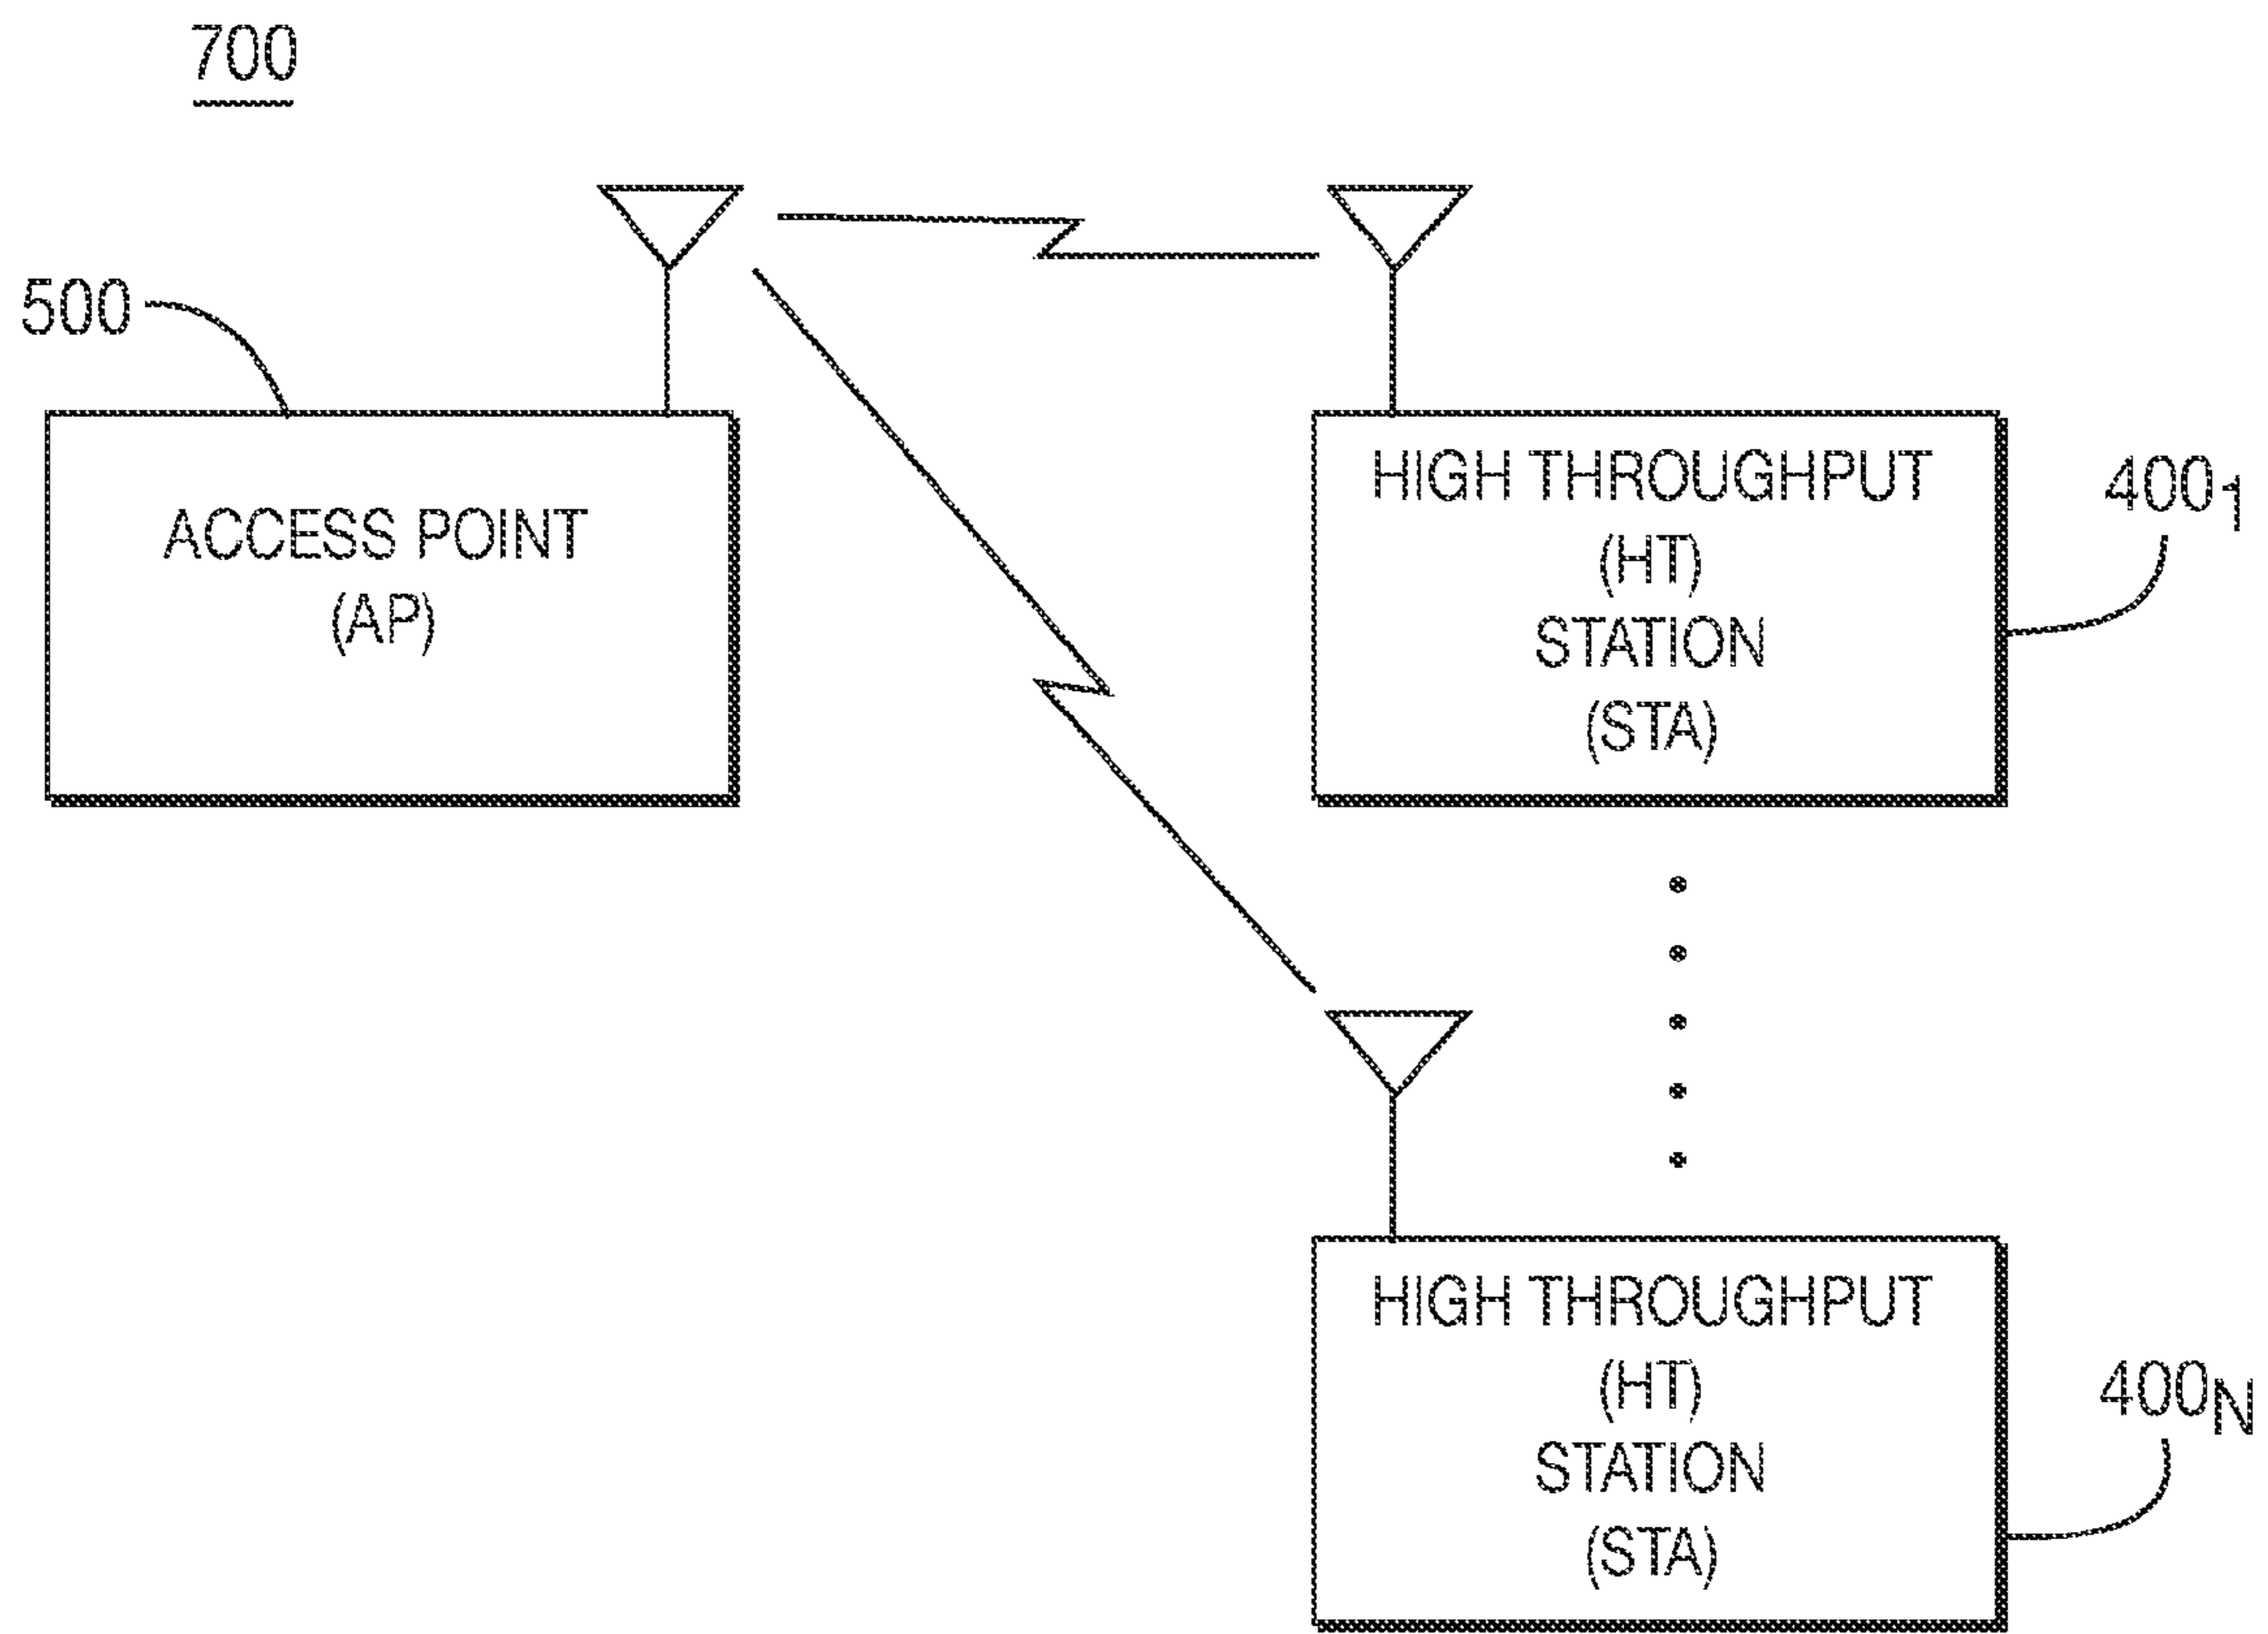 700
500
ACCESS POINT
(AP)
HIGH THROUGHPUT
(HT)
STATION
(STA)
400₁
HIGH THROUGHPUT
(HT)
STATION
(STA)
400N